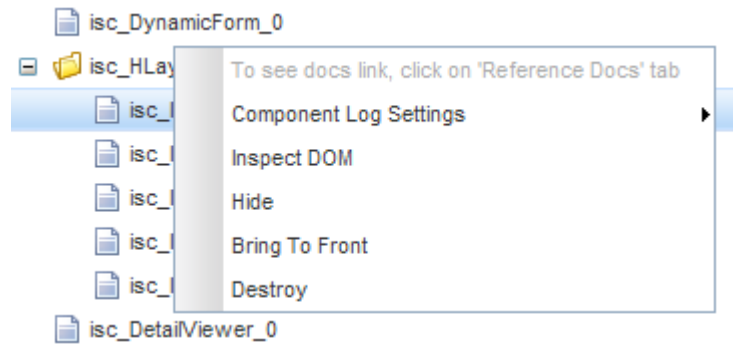 isc_DynamicForm_0
isc_HLay
To see docs link, click on 'Reference Docs' tab
isc_
Component Log Settings
isc_
Inspect DOM
isc_
Hide
isc_
Bring To Front
isc_
Destroy
isc_DetailViewer_0